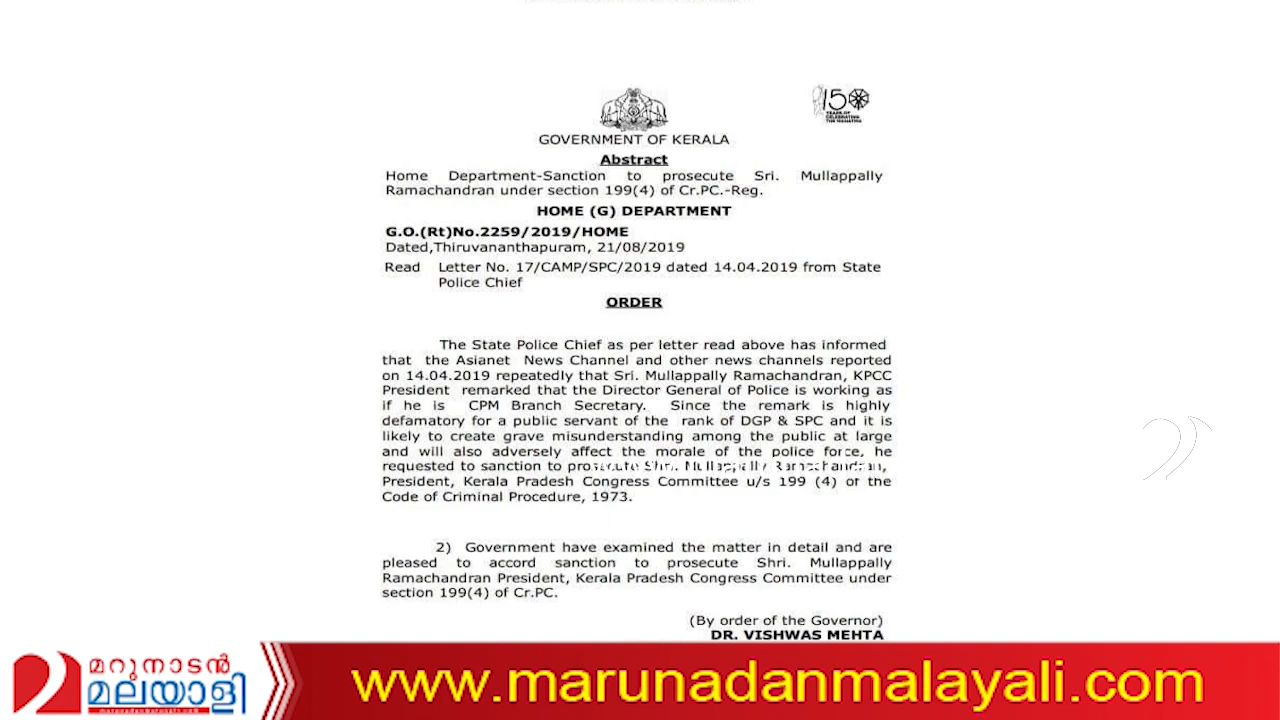 150
YEARS OF
CELEBRATING
THE MAHATMA
GOVERNMENT OF KERALA
Abstract
Home Department-Sanction to prosecute Sri. Mullappally
Ramachandran under section 199(4) of Cr.PC.-Reg.
HOME (G) DEPARTMENT
G.O.(Rt)No.2259/2019/HOME
Dated,Thiruvananthapuram, 21/08/2019
Read Letter No. 17/CAMP/SPC/2019 dated 14.04.2019 from State
Police Chief
ORDER
The State Police Chief as per letter read above has informed
that the Asianet News Channel and other news channels reported
on 14.04.2019 repeatedly that Sri. Mullappally Ramachandran, KPCC
President remarked that the Director General of Police is working as
if he is CPM Branch Secretary. Since the remark is highly
defamatory for a public servant of the rank of DGP & SPC and it is
likely to create grave misunderstanding among the public at large
and will also adversely affect the morale of the police force, he
requested to sanction to prosecute Shri. Mullappally Ramachandran,
President, Kerala Pradesh Congress Committee u/s 199 (4) of the
Code of Criminal Procedure, 1973.
2) Government have examined the matter in detail and are
pleased to accord sanction to prosecute Shri. Mullappally
Ramachandran President, Kerala Pradesh Congress Committee under
section 199(4) of Cr.PC.
(By order of the Governor)
DR. VISHWAS MEHTA
മറുനാടൻ
മലയാളി
www.marunadanmalayali.com